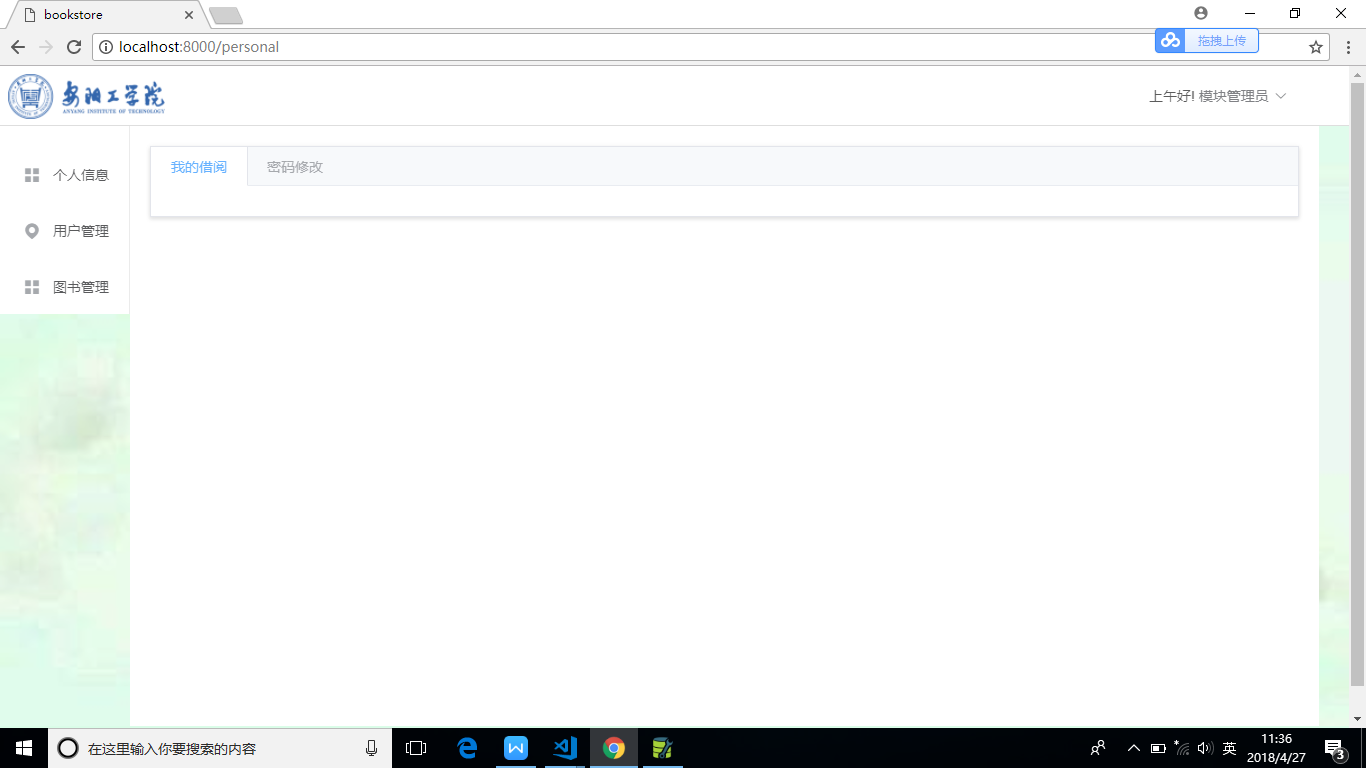 bookstore
localhost:8000/personal
拖拽上传
安阳工学院
ANYANG INSTITUTE OF TECHNOLOGY
上午好! 模块管理员
个人信息
用户管理
图书管理
我的借阅
密码修改
在这里输入你要搜索的内容
英
11:36
2018/4/27
3